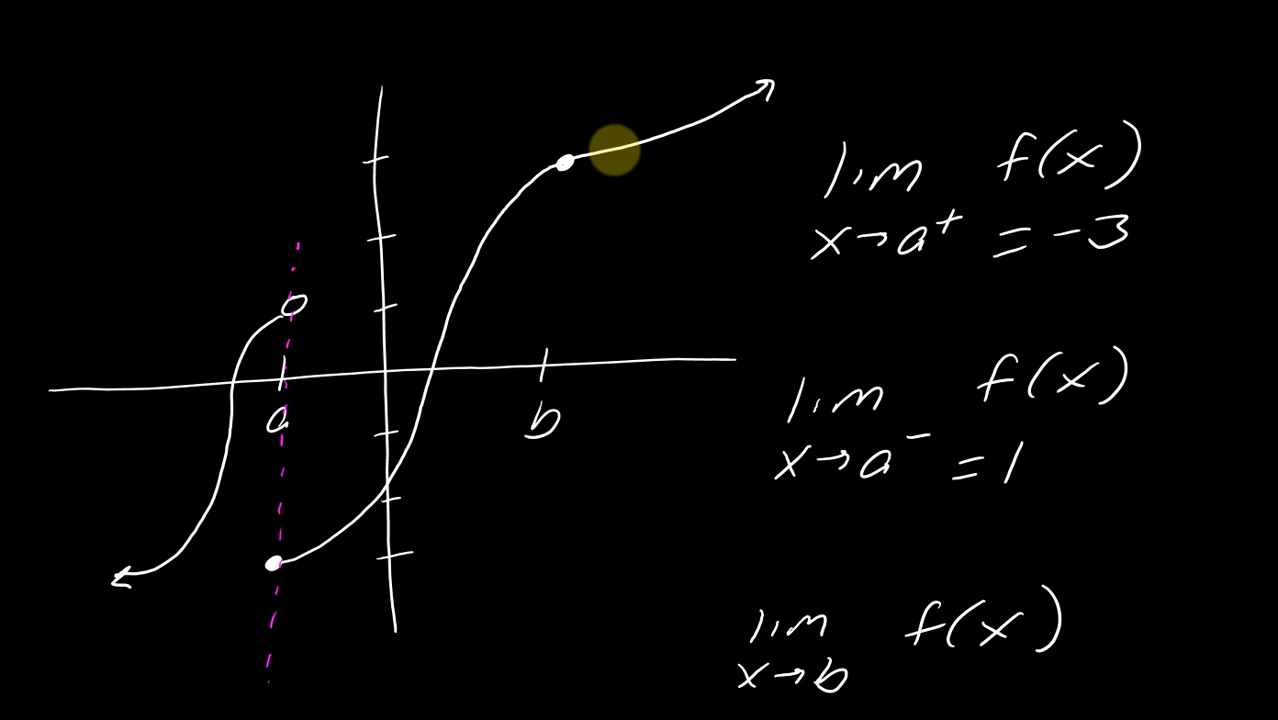 lim f(x)
x→a⁺ = -3
a
b
lim f(x)
x→a⁻ = 1
lim f(x)
x→b